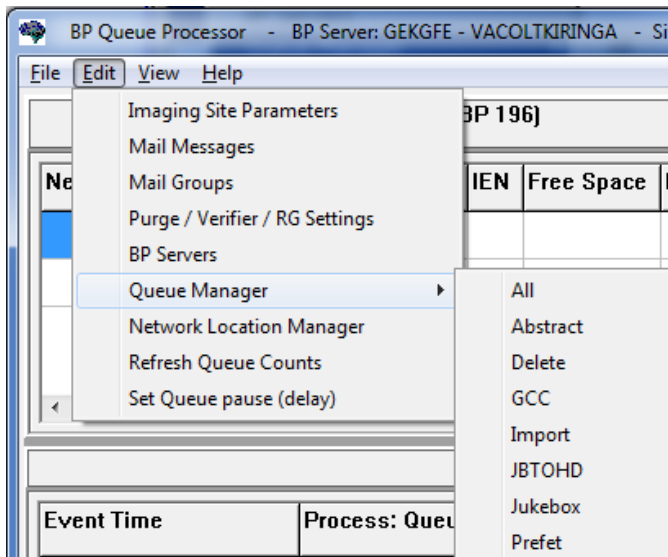 BP Queue Processor - BP Server: GEKGFE - VACOLTKIRINGA - Si
File Edit View Help
Imaging Site Parameters
BP 196)
Mail Messages
Mail Groups
Ne
IEN Free Space
Purge / Verifier / RG Settings
BP Servers
Queue Manager
All
Network Location Manager
Abstract
Refresh Queue Counts
Delete
Set Queue pause (delay)
GCC
Import
JBTOHD
Jukebox
Event Time Process: Queu
Prefet